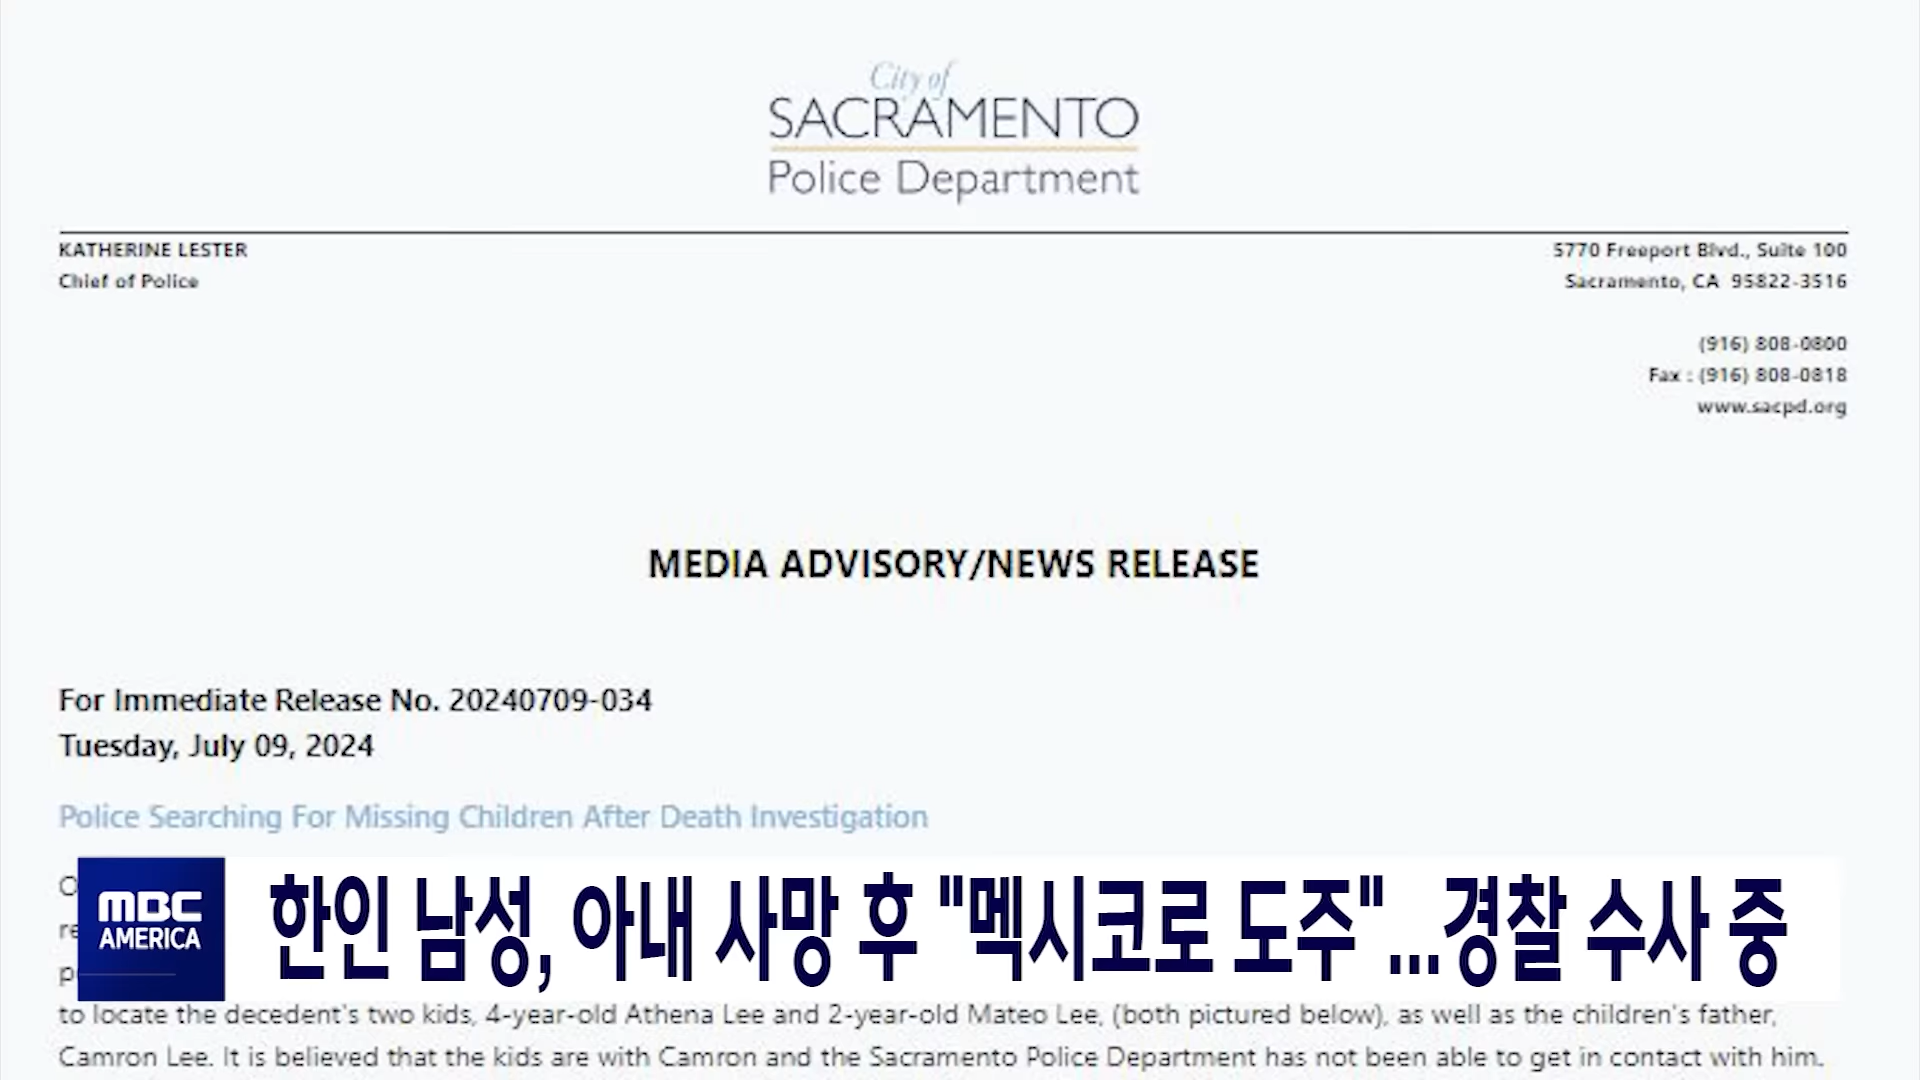 City of
SACRAMENTO
Police Department
KATHERINE LESTER
Chief of Police
5770 Freeport Blvd., Suite 100
Sacramento, CA 95822-3516
(916) 808-0800
Fax : (916) 808-0818
www.sacpd.org
MEDIA ADVISORY/NEWS RELEASE
For Immediate Release No. 20240709-034
Tuesday, July 09, 2024
Police Searching For Missing Children After Death Investigation
MBC
AMERICA
한인 남성, 아내 사망 후 "멕시코로 도주"...경찰 수사 중
to locate the decedent's two kids, 4-year-old Athena Lee and 2-year-old Mateo Lee, (both pictured below), as well as the children's father,
Camron Lee. It is believed that the kids are with Camron and the Sacramento Police Department has not been able to get in contact with him.